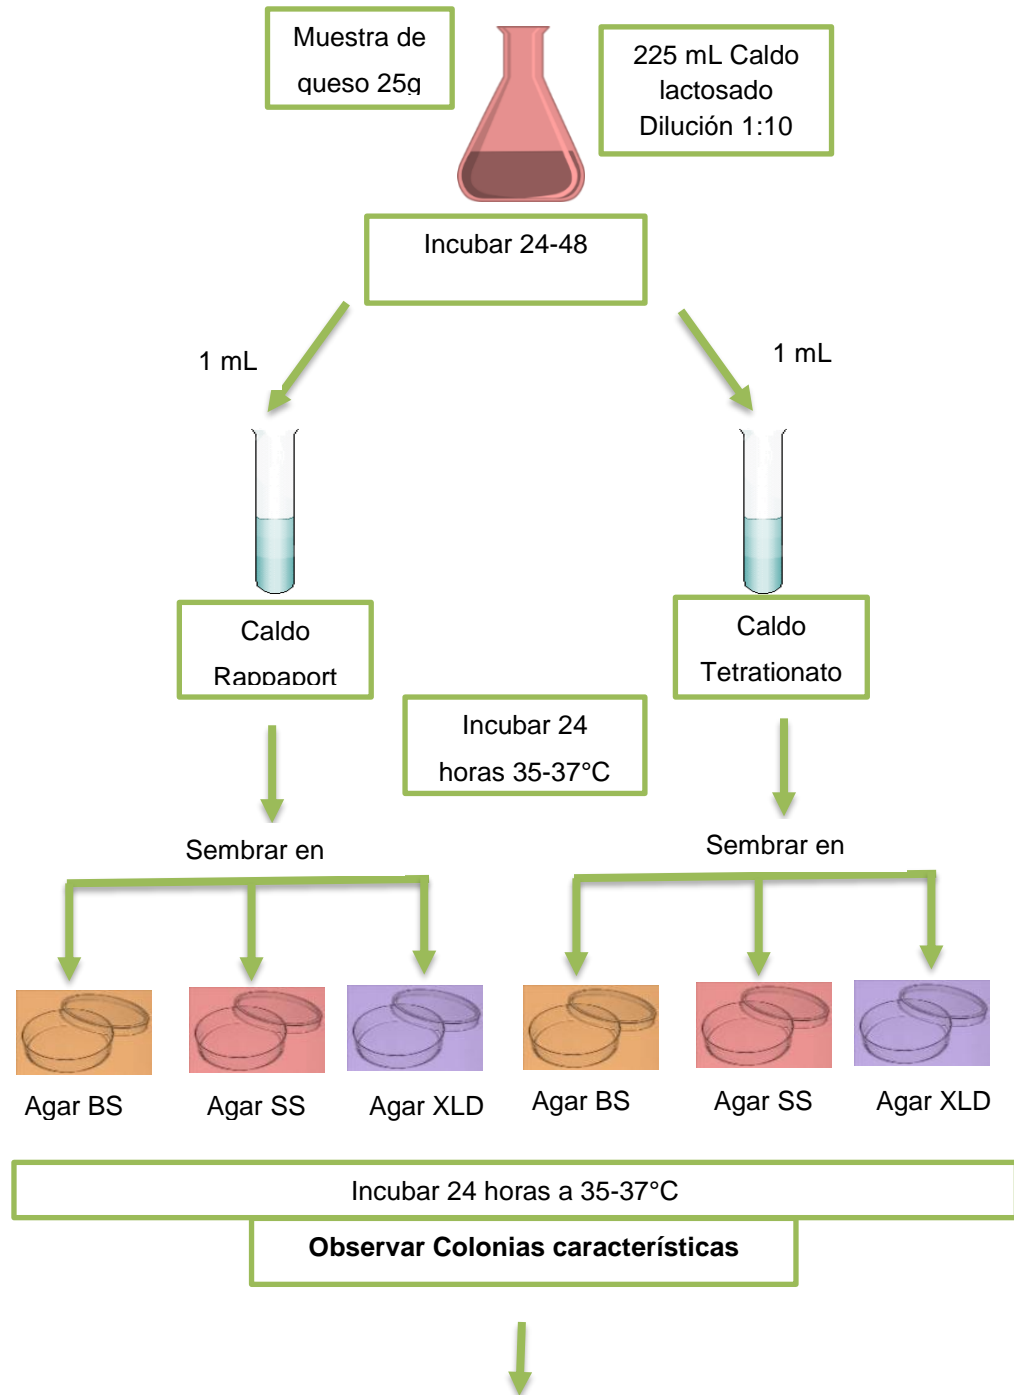 Muestra de
queso 25g
225 mL Caldo
lactosado
Dilución 1:10
Incubar 24-48
1 mL
1 mL
Caldo
Rappaport
Caldo
Tetrationato
Incubar 24
horas 35-37°C
Sembrar en
Sembrar en
Agar BS
Agar SS
Agar XLD
Agar BS
Agar SS
Agar XLD
Incubar 24 horas a 35-37°C
Observar Colonias características